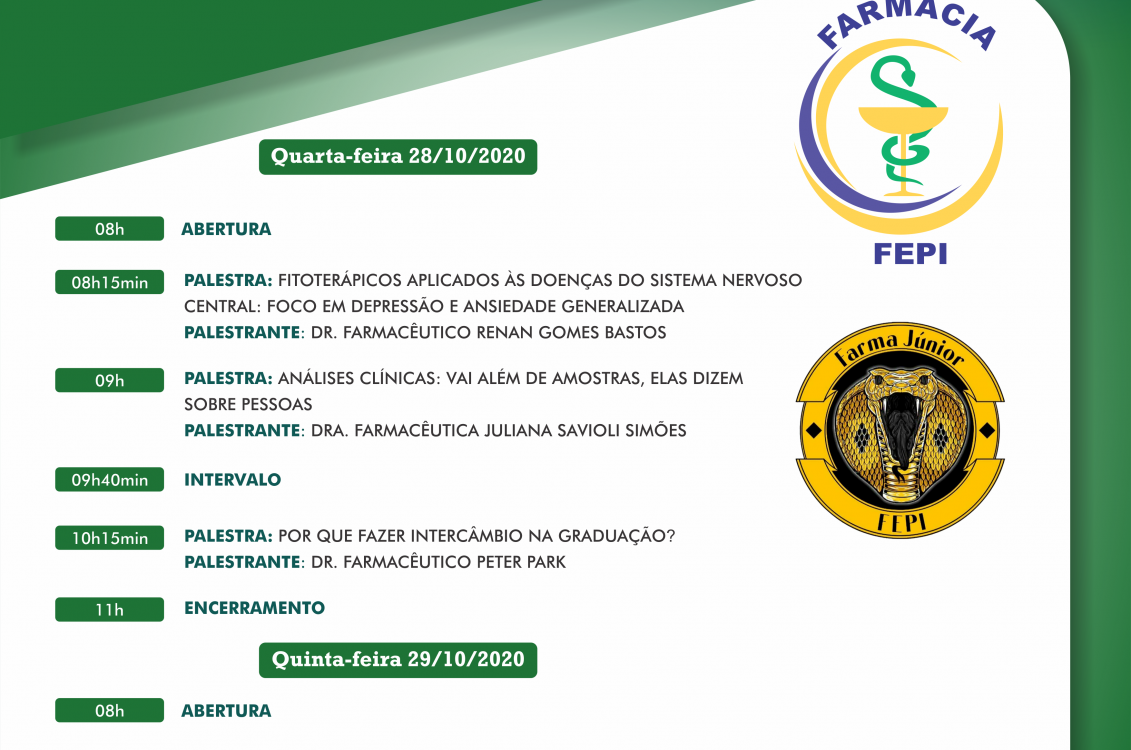 FARMÁCIA
FEPI
Quarta-feira 28/10/2020
08h ABERTURA
08h15min PALESTRA: FITOTERÁPICOS APLICADOS ÀS DOENÇAS DO SISTEMA NERVOSO
CENTRAL: FOCO EM DEPRESSÃO E ANSIEDADE GENERALIZADA
PALESTRANTE: DR. FARMACÊUTICO RENAN GOMES BASTOS
09h PALESTRA: ANÁLISES CLÍNICAS: VAI ALÉM DE AMOSTRAS, ELAS DIZEM
SOBRE PESSOAS
PALESTRANTE: DRA. FARMACÊUTICA JULIANA SAVIOLI SIMÕES
09h40min INTERVALO
10h15min PALESTRA: POR QUE FAZER INTERCÂMBIO NA GRADUAÇÃO?
PALESTRANTE: DR. FARMACÊUTICO PETER PARK
11h ENCERRAMENTO
Farma Júnior
FEPI
Quinta-feira 29/10/2020
08h ABERTURA